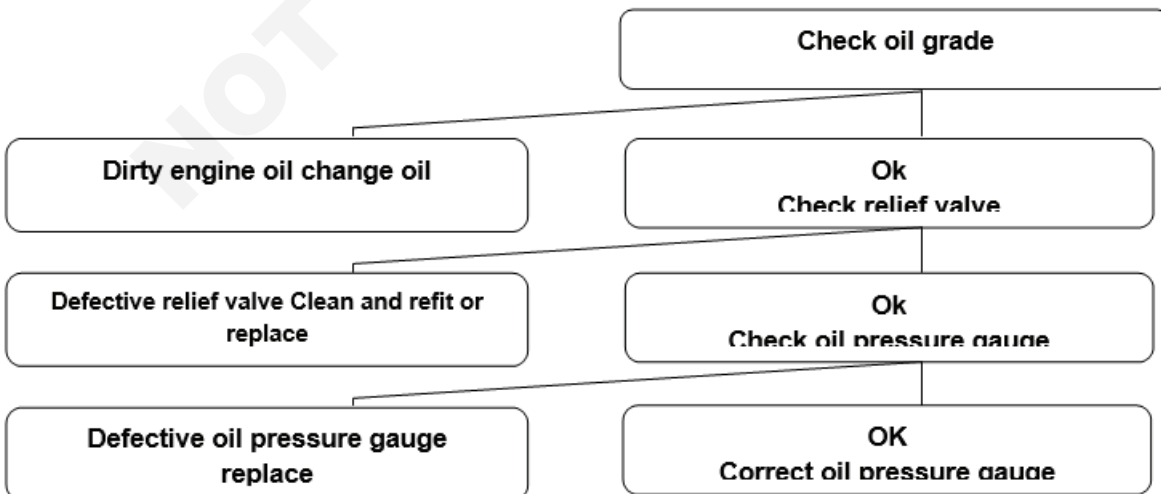 NOT
Check oil grade
Dirty engine oil change oil
Ok
Check relief valve
Defective relief valve Clean and refit or
replace
Ok
Check oil pressure gauge
Defective oil pressure gauge
replace
OK
Correct oil pressure gauge